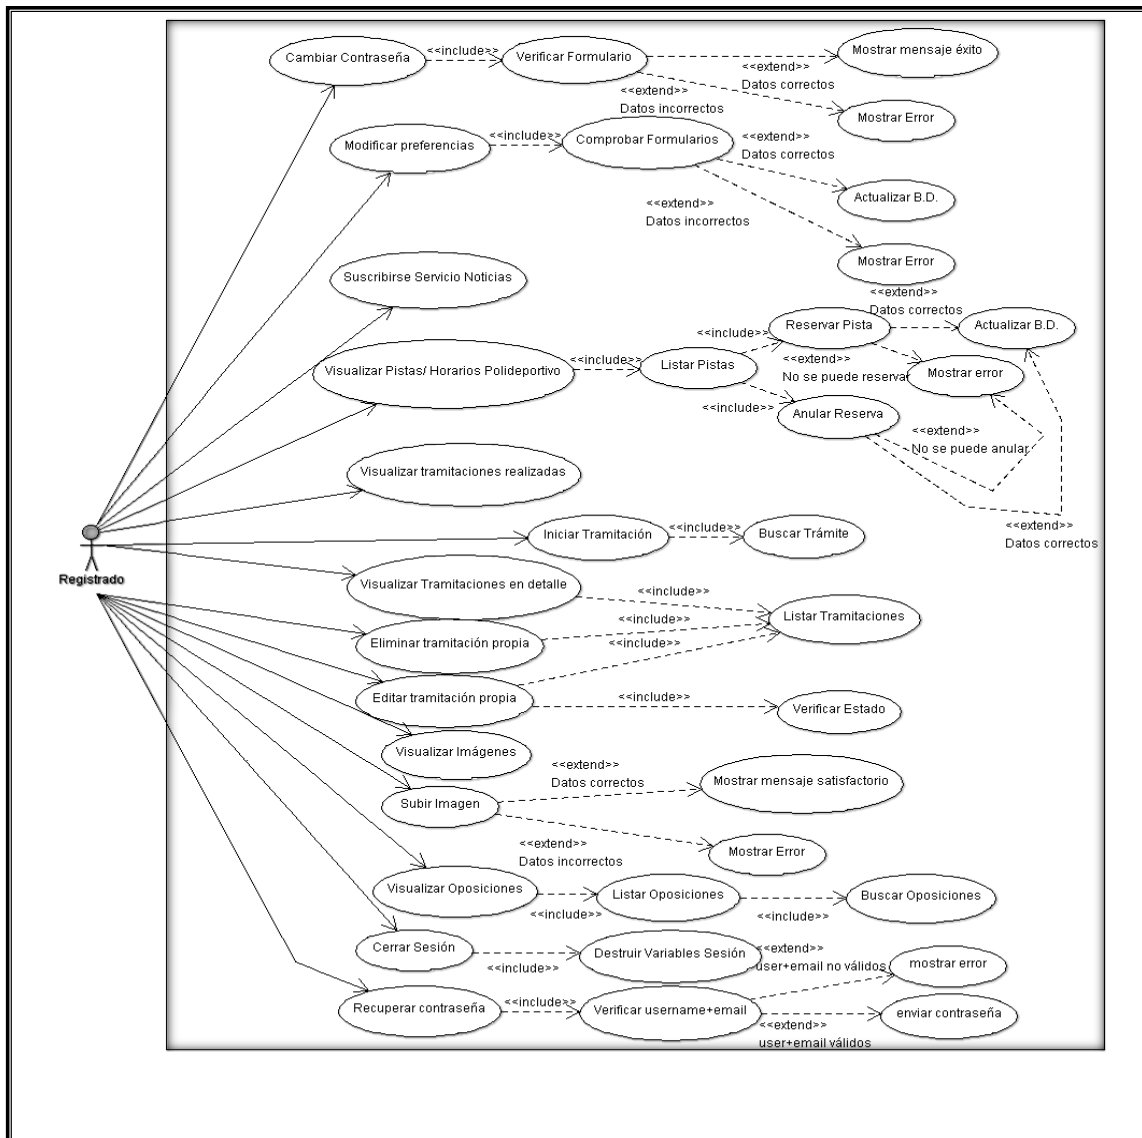 Cambiar Contraseña
<<include>>
Verificar Formulario
Mostrar mensaje éxito
<<extend>>
Datos correctos
<<extend>>
Datos incorrectos
Mostrar Error
Modificar preferencias
<<include>>
Comprobar Formularios
<<extend>>
Datos correctos
Actualizar B.D.
<<extend>>
Datos incorrectos
Mostrar Error
Suscribirse Servicio Noticias
<<extend>>
Datos correctos
Reservar Pista
Actualizar B.D.
<<include>>
Visualizar Pistas/ Horarios Polideportivo
<<include>>
Listar Pistas
<<extend>>
No se puede reservar
Mostrar error
<<include>>
Anular Reserva
<<extend>>
No se puede anular
<<extend>>
Datos correctos
Visualizar tramitaciones realizadas
Registrado
Iniciar Tramitación
<<include>>
Buscar Trámite
Visualizar Tramitaciones en detalle
<<include>>
Listar Tramitaciones
Eliminar tramitación propia
<<include>>
<<include>>
Editar tramitación propia
<<include>>
Verificar Estado
Visualizar Imágenes
Subir Imagen
<<extend>>
Datos correctos
Mostrar mensaje satisfactorio
<<extend>>
Datos incorrectos
Mostrar Error
Visualizar Oposiciones
<<include>>
Listar Oposiciones
<<include>>
Buscar Oposiciones
Cerrar Sesión
<<include>>
Destruir Variables Sesión
<<extend>>
user+email no válidos
mostrar error
Recuperar contraseña
<<include>>
Verificar username+email
<<extend>>
user+email válidos
enviar contraseña